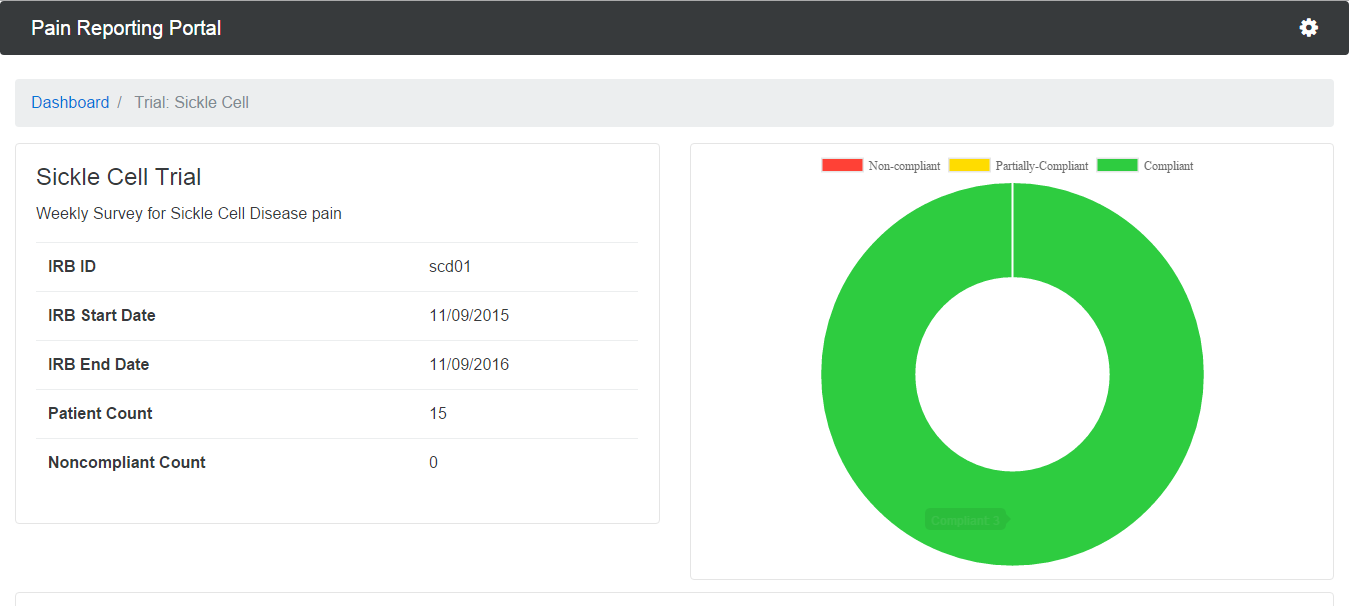 Pain Reporting Portal
Dashboard / Trial: Sickle Cell
Sickle Cell Trial
Weekly Survey for Sickle Cell Disease pain
IRB ID scd01
IRB Start Date 11/09/2015
IRB End Date 11/09/2016
Patient Count 15
Noncompliant Count 0
Non-compliant Partially-Compliant Compliant
Compliant: 3